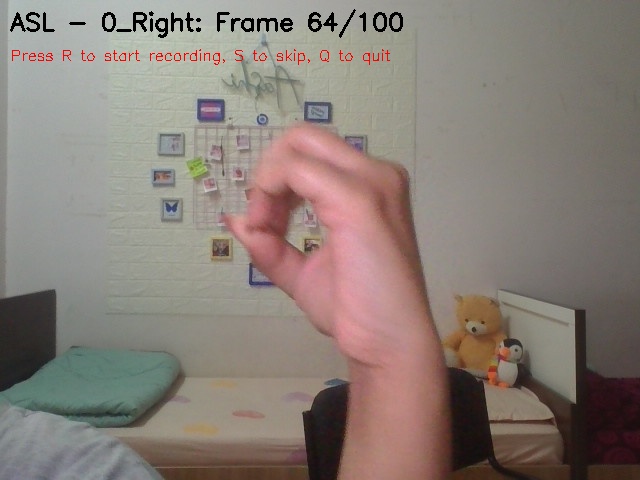 ASL - 0_Right: Frame 64/100
Press R to start recording, S to skip, Q to quit